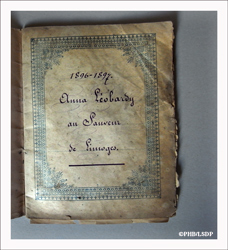 1896-1897.
Anna Léobardy
au Sauveur
de Limoges.
©PHB/LSDP